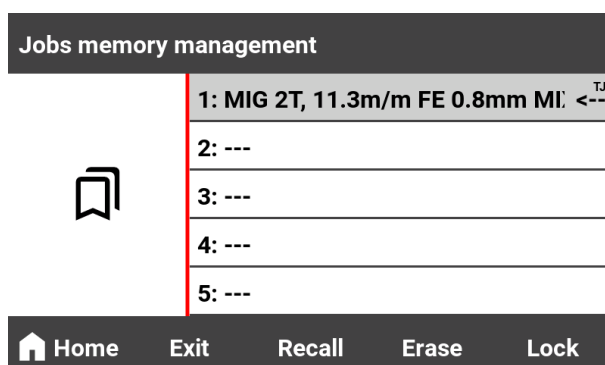 Jobs memory management
1: MIG 2T, 11.3m/m FE 0.8mm <--
TJ
2: ---
3: ---
4: ---
5: ---
Home Exit Recall Erase Lock